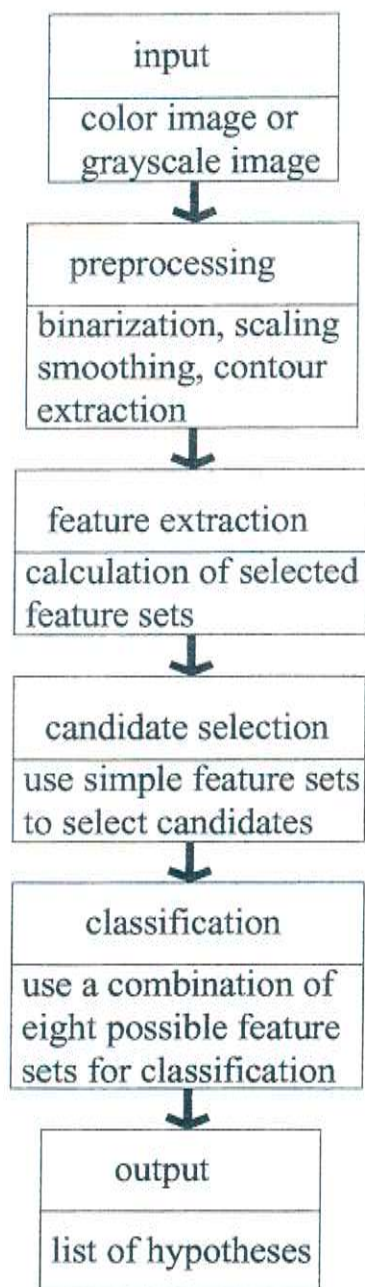 input
color image or
grayscale image
preprocessing
binarization, scaling
smoothing, contour
extraction
feature extraction
calculation of selected
feature sets
candidate selection
use simple feature sets
to select candidates
classification
use a combination of
eight possible feature
sets for classification
output
list of hypotheses